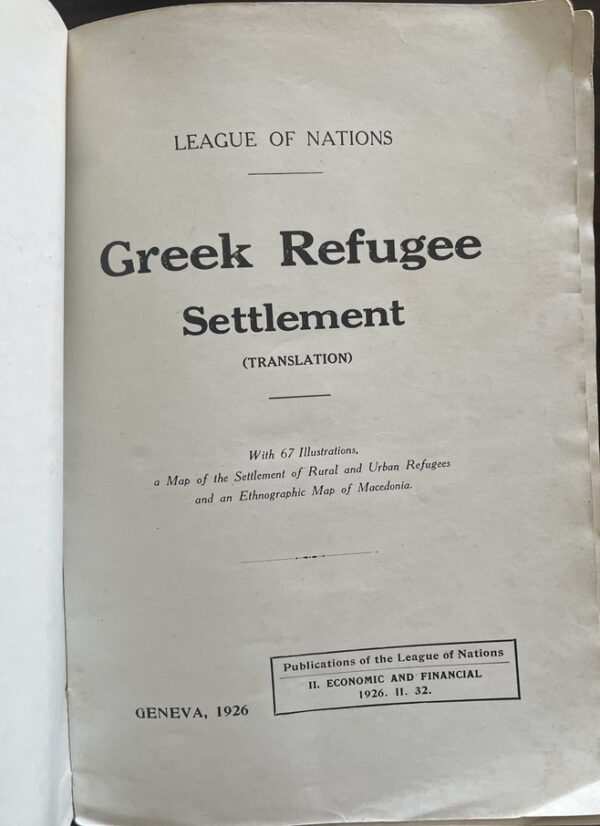 LEAGUE OF NATIONS
Greek Refugee
Settlement
(TRANSLATION)
With 67 Illustrations,
a Map of the Settlement of Rural and Urban Refugees
and an Ethnographic Map of Macedonia.
Publications of the League of Nations
II. ECONOMIC AND FINANCIAL
1926. II. 32.
GENEVA, 1926